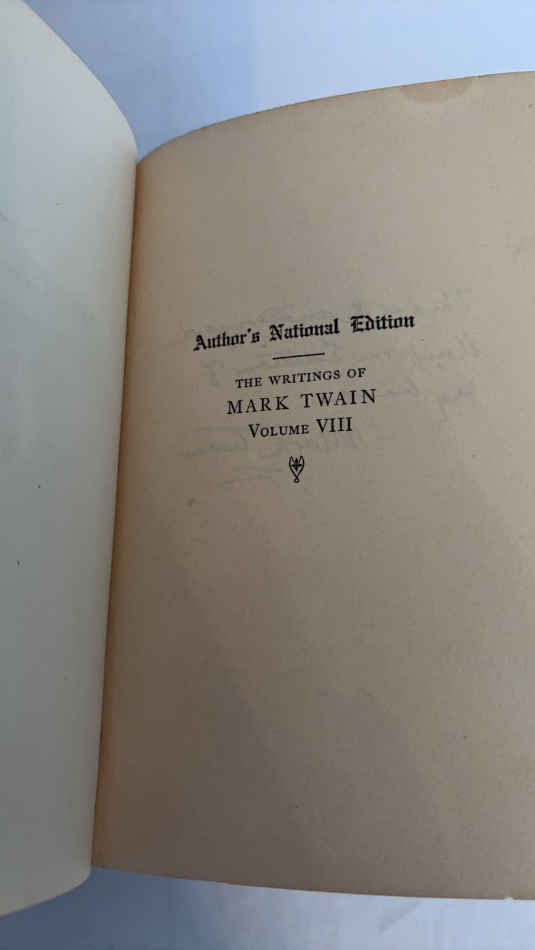 Author's National Edition
THE WRITINGS OF
MARK TWAIN
VOLUME VIII